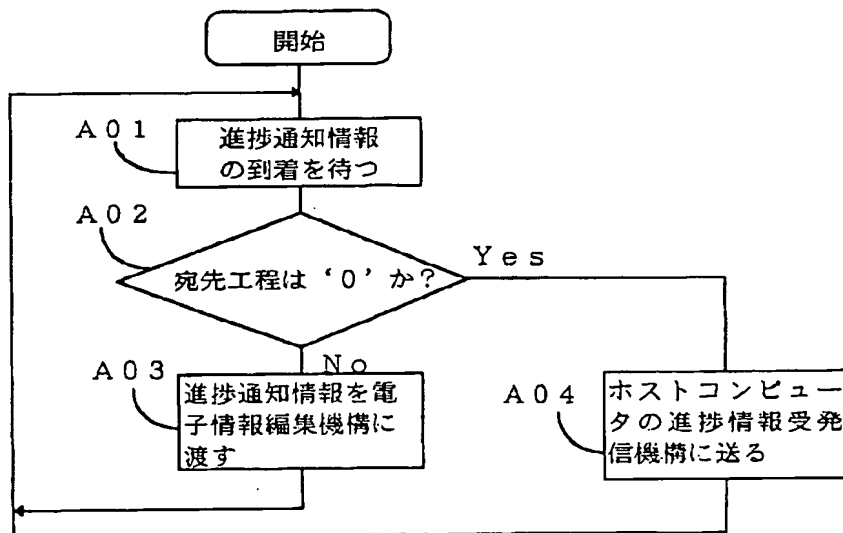 開始
A01
進捗通知情報
の到着を待つ
A02
宛先工程は‘0’か?
Yes
No
A03
進捗通知情報を電
子情報編集機構に
渡す
A04
ホストコンピュー
タの進捗情報受発
信機構に送る